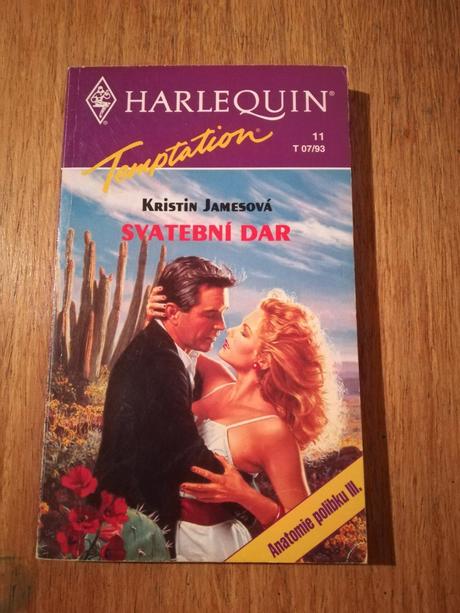 HARLEQUIN®
Temptation®
11
T 07/93
KRISTIN JAMESOVÁ
SVATEBNÍ DAR
Anatomie polibku III.